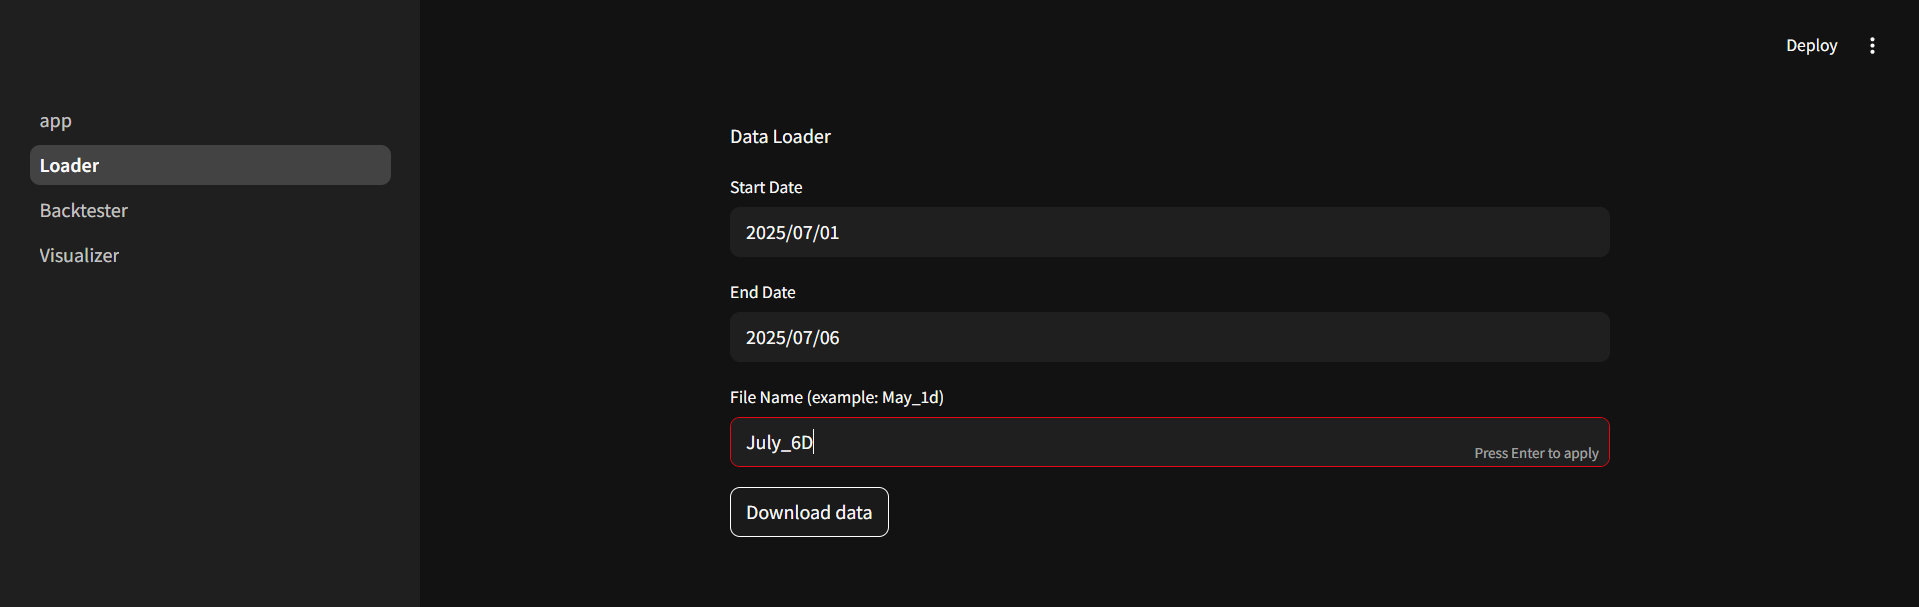 Deploy
app
Loader
Backtester
Visualizer
Data Loader
Start Date
2025/07/01
End Date
2025/07/06
File Name (example: May_1d)
July_6D
Press Enter to apply
Download data